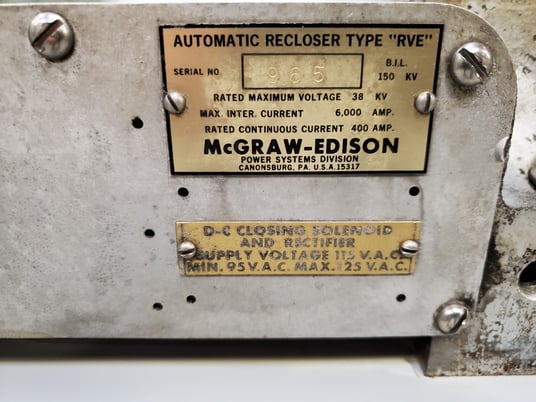 AUTOMATIC RECLOSER TYPE "RVE"
SERIAL NO. 965 B.I.L. 150 KV
RATED MAXIMUM VOLTAGE 38 KV
MAX. INTER. CURRENT 6,000 AMP.
RATED CONTINUOUS CURRENT 400 AMP.
McGRAW-EDISON
POWER SYSTEMS DIVISION
CANONSBURG, PA. U.S.A. 15317
D-C CLOSING SOLENOID
AND RECTIFIER
SUPPLY VOLTAGE 115 V.A.C.
MIN. 95 V.A.C. MAX. 125 V.A.C.